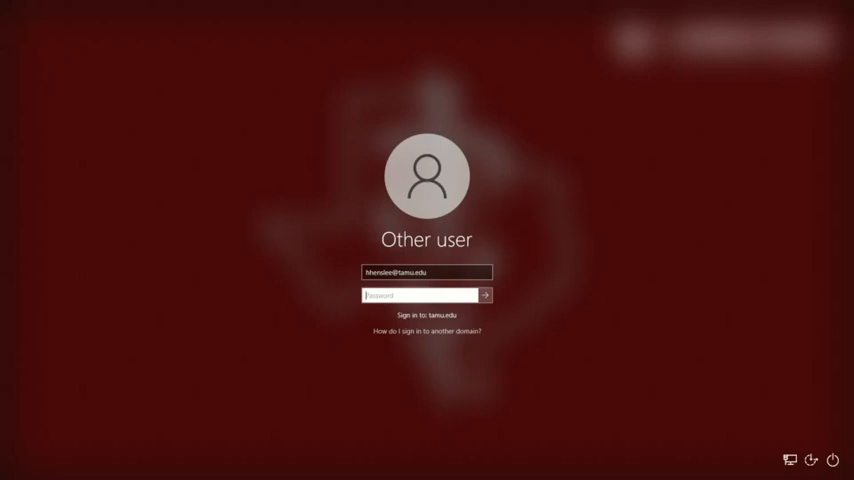 Other user
hhenslee@tamu.edu
Password
Sign in to: tamu.edu
How do I sign in to another domain?